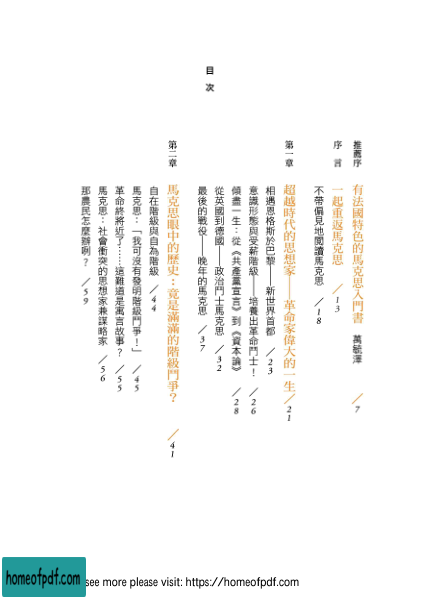 目 次
推薦序 有法國特色的馬克思入門書 萬毓澤 ／7
序 言 一起重返馬克思 ／13
不帶偏見地閱讀馬克思 ／18
第一章 超越時代的思想家——革命家偉大的一生／21
相遇恩格斯於巴黎——新世界首都 ／23
意識形態與受薪階級——培養出革命鬥士！ ／26
傾盡一生：從《共產黨宣言》到《資本論》 ／28
從英國到德國——政治鬥士馬克思 ／32
最後的戰役——晚年的馬克思 ／37
第二章 馬克思眼中的歷史：竟是滿滿的階級鬥爭？ ／41
自在階級與自為階級 ／44
馬克思：「我可沒有發明階級鬥爭！」 ／45
革命終將近了……這難道是寓言故事？ ／55
馬克思：社會衝突的思想家兼謀略家 ／56
那農民怎麼辦啊？ ／59
homeofpdf.com
see more please visit: https://homeofpdf.com